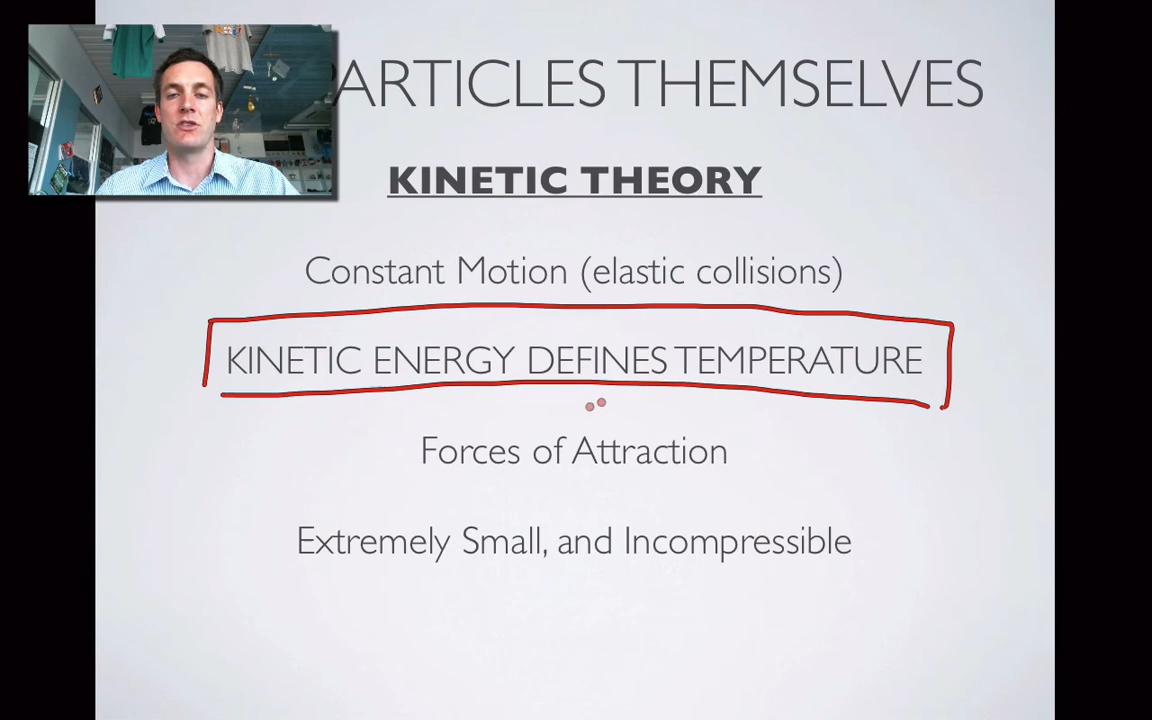 ARTICLES THEMSELVES
KINETIC THEORY
Constant Motion (elastic collisions)
KINETIC ENERGY DEFINES TEMPERATURE
Forces of Attraction
Extremely Small, and Incompressible